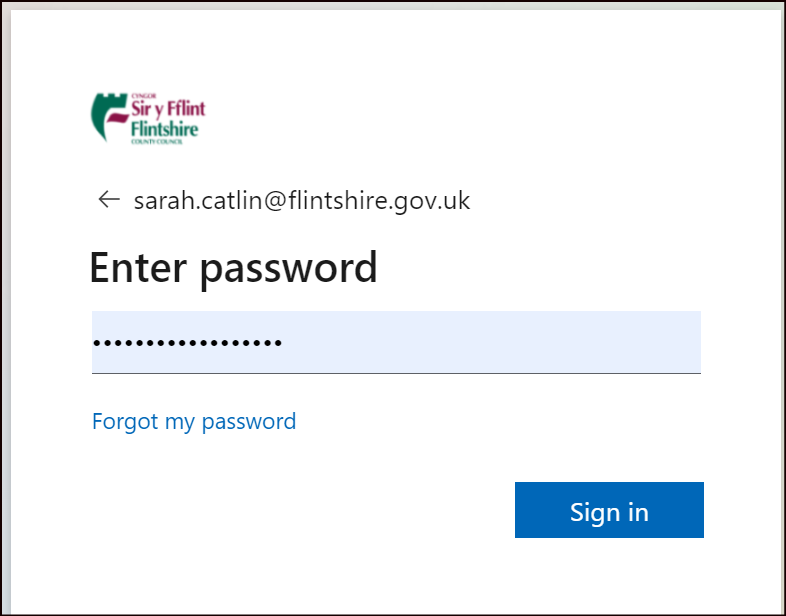 CYNGOR
Sir y Fflint
Flintshire
COUNTY COUNCIL
sarah.catlin@flintshire.gov.uk
Enter password
••••••••••••••••••
Forgot my password
Sign in